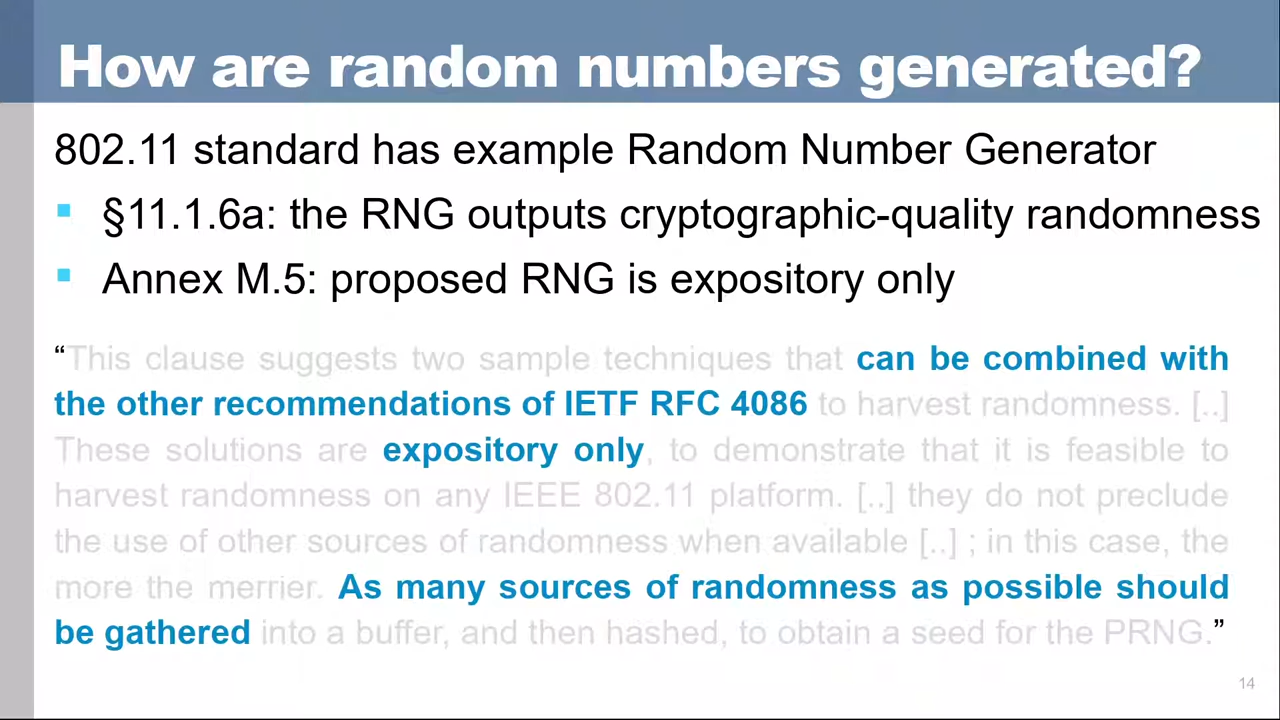 How are random numbers generated?
802.11 standard has example Random Number Generator
▪ §11.1.6a: the RNG outputs cryptographic-quality randomness
▪ Annex M.5: proposed RNG is expository only
“This clause suggests two sample techniques that can be combined with
the other recommendations of IETF RFC 4086 to harvest randomness. [..]
These solutions are expository only, to demonstrate that it is feasible to
harvest randomness on any IEEE 802.11 platform. [..] they do not preclude
the use of other sources of randomness when available [..] ; in this case, the
more the merrier. As many sources of randomness as possible should
be gathered into a buffer, and then hashed, to obtain a seed for the PRNG.”
14